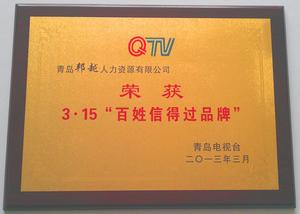 QTV
青岛邦越人力资源有限公司
荣获
3·15“百姓信得过品牌”
青岛电视台
二〇一三年三月